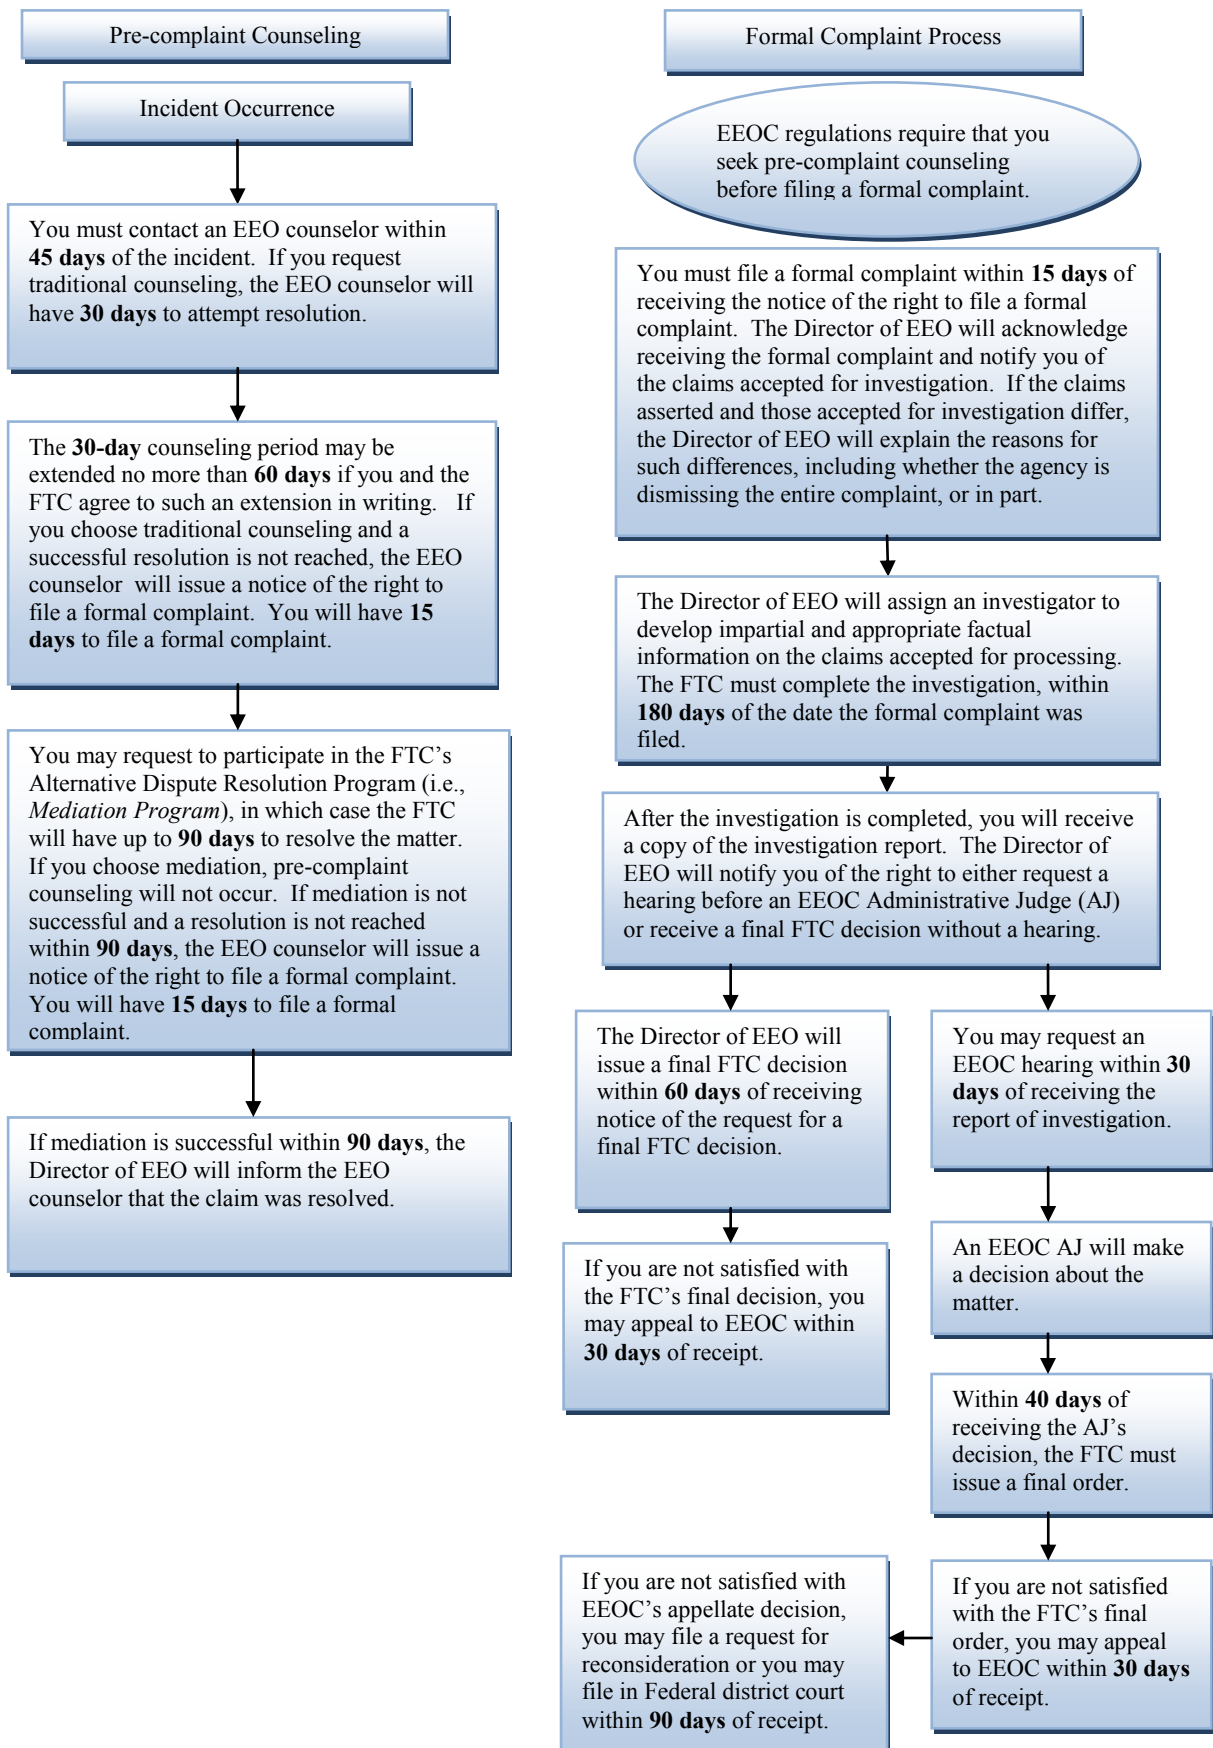 Pre-complaint Counseling
Incident Occurrence
You must contact an EEO counselor within
45 days of the incident. If you request
traditional counseling, the EEO counselor will
have 30 days to attempt resolution.
The 30-day counseling period may be
extended no more than 60 days if you and the
FTC agree to such an extension in writing. If
you choose traditional counseling and a
successful resolution is not reached, the EEO
counselor will issue a notice of the right to
file a formal complaint. You will have 15
days to file a formal complaint.
You may request to participate in the FTC’s
Alternative Dispute Resolution Program (i.e.,
Mediation Program), in which case the FTC
will have up to 90 days to resolve the matter.
If you choose mediation, pre-complaint
counseling will not occur. If mediation is not
successful and a resolution is not reached
within 90 days, the EEO counselor will issue a
notice of the right to file a formal complaint.
You will have 15 days to file a formal
complaint.
If mediation is successful within 90 days, the
Director of EEO will inform the EEO
counselor that the claim was resolved.
Formal Complaint Process
EEOC regulations require that you
seek pre-complaint counseling
before filing a formal complaint.
You must file a formal complaint within 15 days of
receiving the notice of the right to file a formal
complaint. The Director of EEO will acknowledge
receiving the formal complaint and notify you of
the claims accepted for investigation. If the claims
asserted and those accepted for investigation differ,
the Director of EEO will explain the reasons for
such differences, including whether the agency is
dismissing the entire complaint, or in part.
The Director of EEO will assign an investigator to
develop impartial and appropriate factual
information on the claims accepted for processing.
The FTC must complete the investigation, within
180 days of the date the formal complaint was
filed.
After the investigation is completed, you will receive
a copy of the investigation report. The Director of
EEO will notify you of the right to either request a
hearing before an EEOC Administrative Judge (AJ)
or receive a final FTC decision without a hearing.
The Director of EEO will
issue a final FTC decision
within 60 days of receiving
notice of the request for a
final FTC decision.
If you are not satisfied with
the FTC’s final decision, you
may appeal to EEOC within
30 days of receipt.
You may request an
EEOC hearing within 30
days of receiving the
report of investigation.
An EEOC AJ will make
a decision about the
matter.
Within 40 days of
receiving the AJ’s
decision, the FTC must
issue a final order.
If you are not satisfied
with the FTC’s final
order, you may appeal
to EEOC within 30 days
of receipt.
If you are not satisfied with
EEOC’s appellate decision,
you may file a request for
reconsideration or you may
file in Federal district court
within 90 days of receipt.